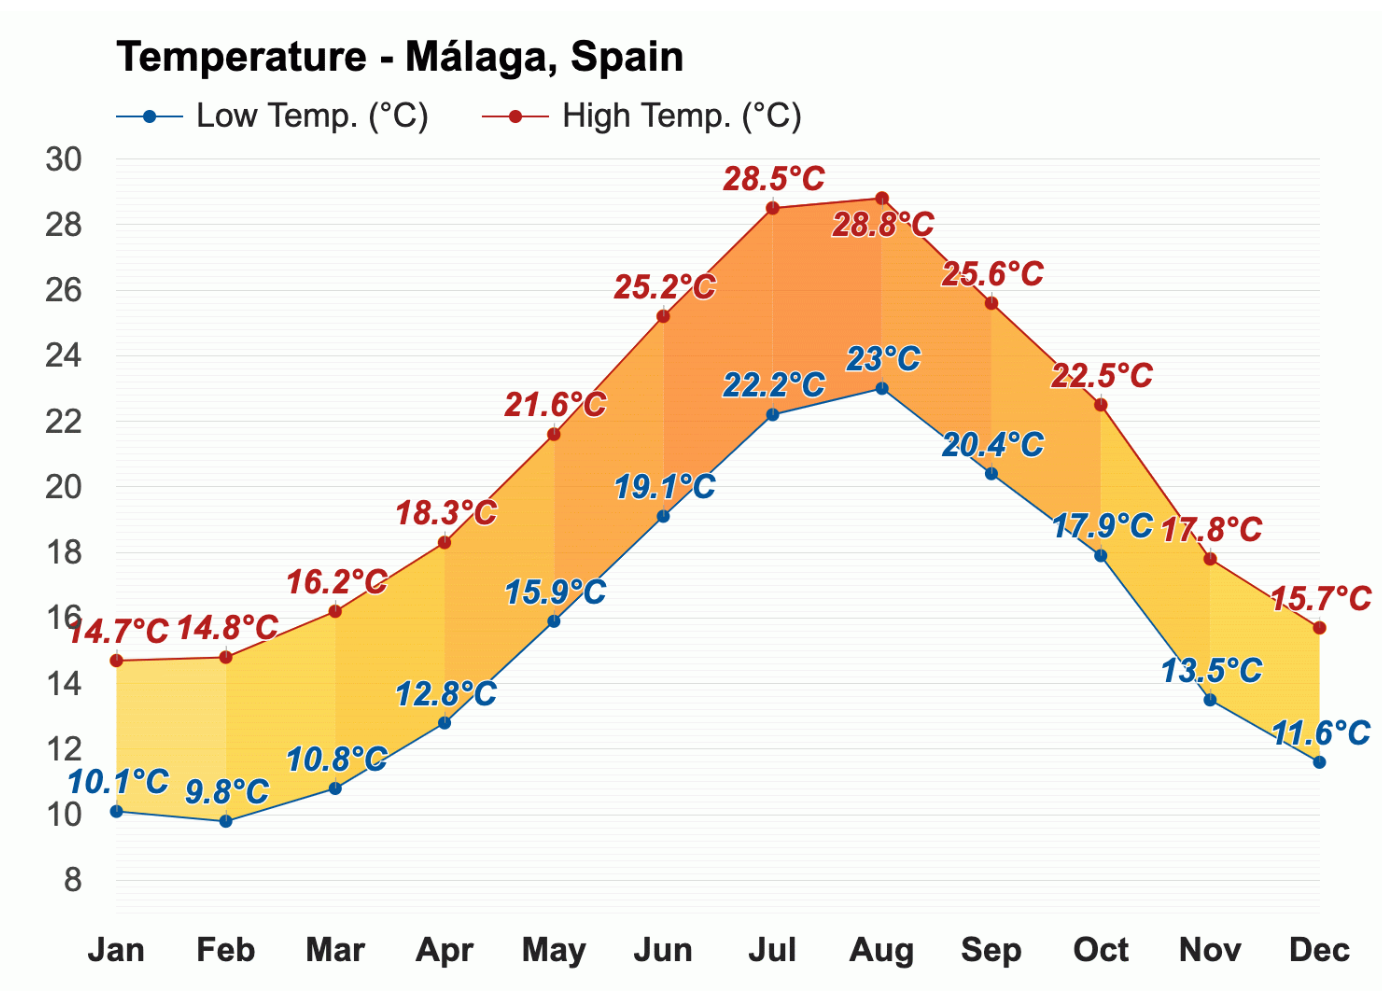 Temperature - Málaga, Spain
Low Temp. (°C) High Temp. (°C)
30
28.5°C
28 28.8°C
26 25.2°C 25.6°C
24 23°C
22.2°C 22.5°C
22 21.6°C
20.4°C
20 19.1°C
18.3°C 17.9°C 17.8°C
18
16.2°C 15.9°C 15.7°C
16
14.7°C 14.8°C
14 12.8°C 13.5°C
12 10.8°C 11.6°C
10.1°C 9.8°C
10
8
Jan Feb Mar Apr May Jun Jul Aug Sep Oct Nov Dec